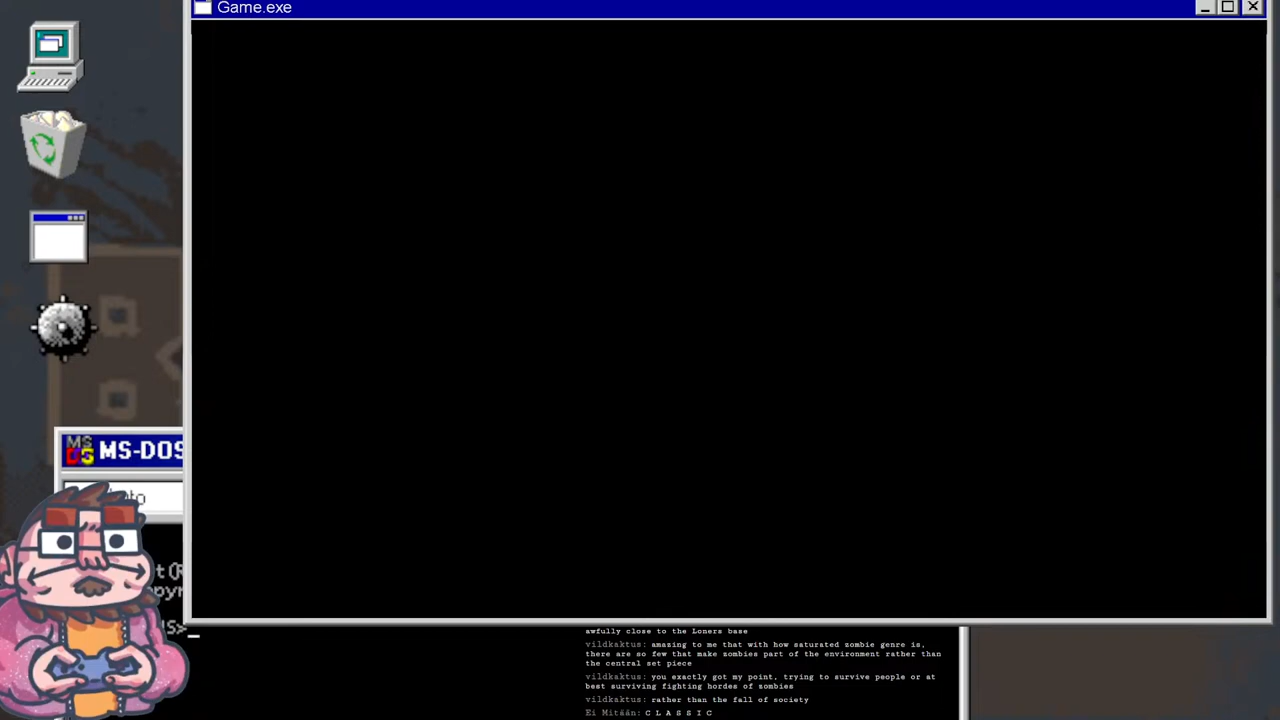 Game.exe
MS-DOS
to
t(R
opyr
S>
awfully close to the Loners base
vildkaktus: amazing to me that with how saturated zombie genre is,
there are so few that make zombies part of the environment rather than
the central set piece
vildkaktus: you exactly got my point, trying to survive people or at
best surviving fighting hordes of zombies
vildkaktus: rather than the fall of society
Ei Mitään: C L A S S I C